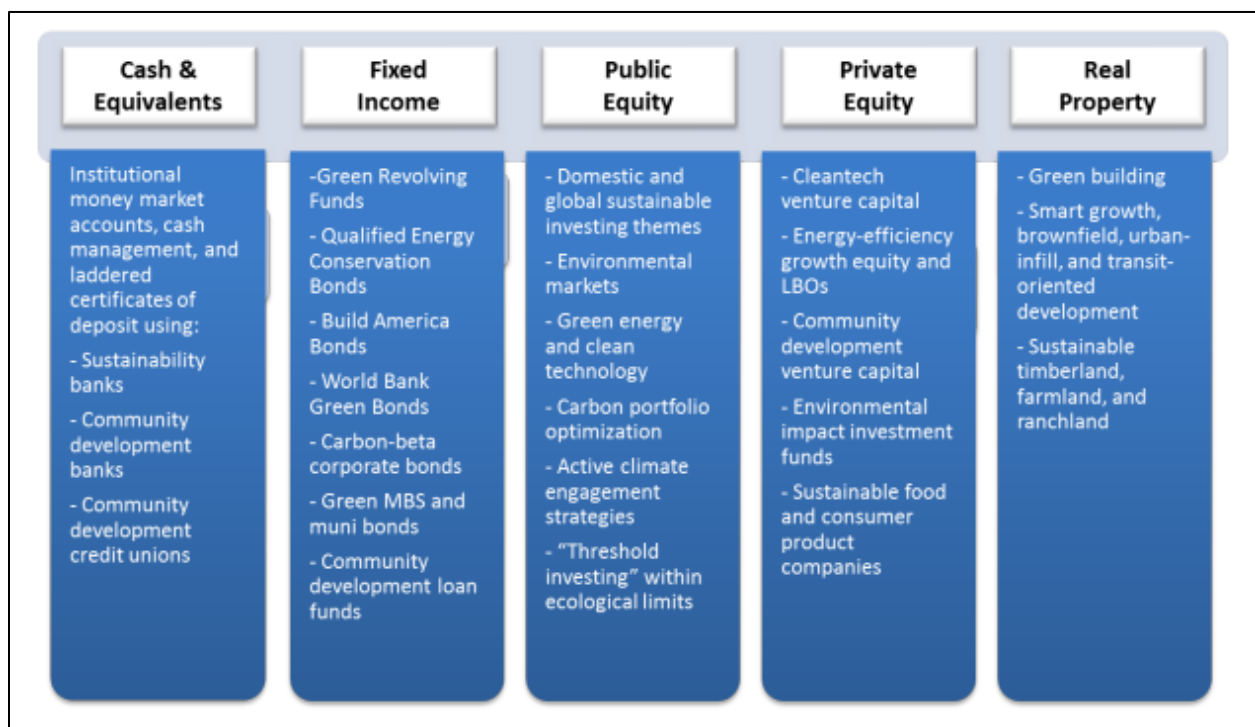 Cash &
Equivalents
Institutional
money market
accounts, cash
management, and
laddered
certificates of
deposit using:
- Sustainability
banks
- Community
development
banks
- Community
development
credit unions
Fixed
Income
-Green Revolving
Funds
- Qualified Energy
Conservation
Bonds
- Build America
Bonds
- World Bank
Green Bonds
- Carbon-beta
corporate bonds
- Green MBS and
muni bonds
- Community
development loan
funds
Public
Equity
- Domestic and
global sustainable
investing themes
- Environmental
markets
- Green energy
and clean
technology
- Carbon portfolio
optimization
- Active climate
engagement
strategies
- “Threshold
investing” within
ecological limits
Private
Equity
- Cleantech
venture capital
- Energy-efficiency
growth equity and
LBOs
- Community
development
venture capital
- Environmental
impact investment
funds
- Sustainable food
and consumer
product
companies
Real
Property
- Green building
- Smart growth,
brownfield, urban-
infill, and transit-
oriented
development
- Sustainable
timberland,
farmland, and
ranchland